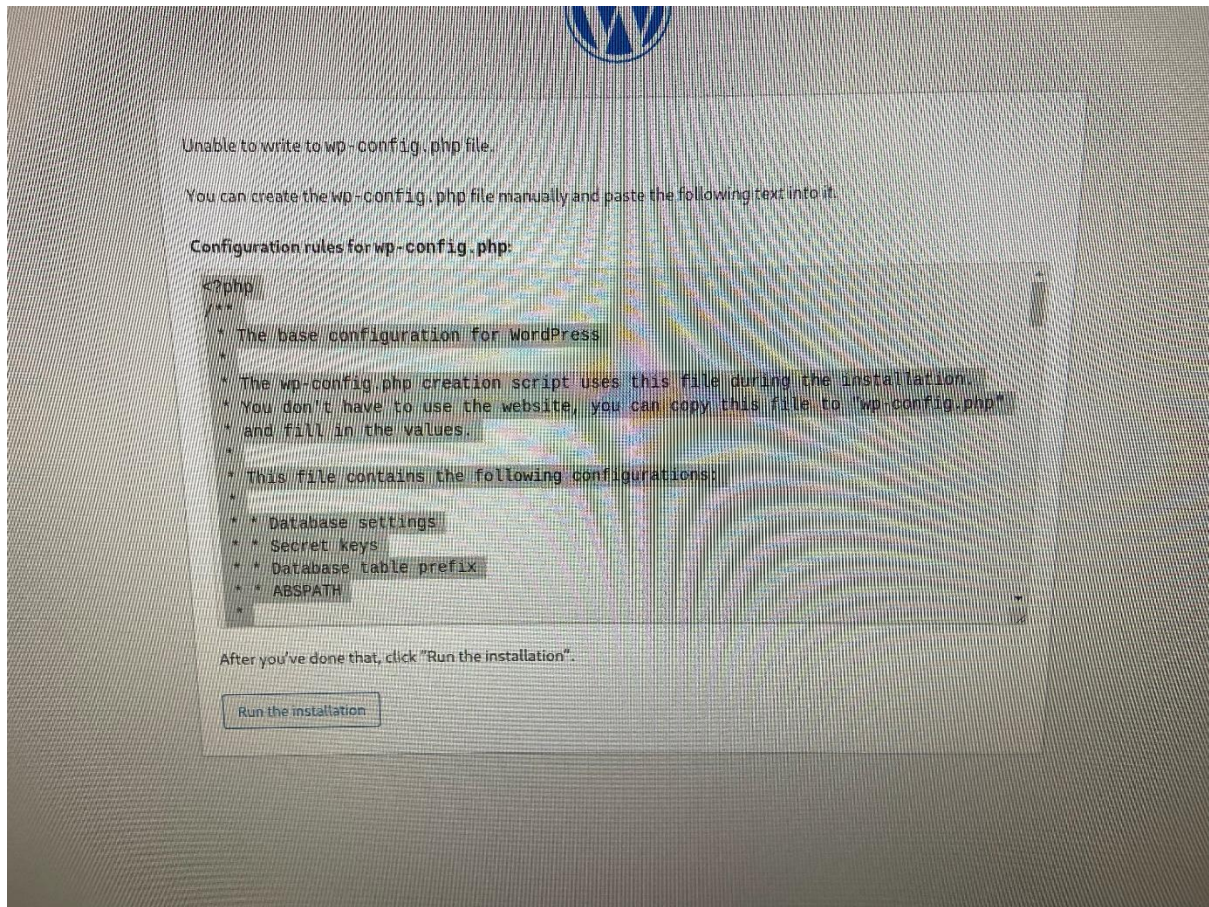 Unable to write to wp-config.php file.
You can create the wp-config.php file manually and paste the following text into it.
Configuration rules for wp-config.php:
<?php
/**
* The base configuration for WordPress
*
* The wp-config.php creation script uses this file during the installation.
* You don't have to use the website, you can copy this file to "wp-config.php"
* and fill in the values.
*
* This file contains the following configurations:
*
* * Database settings
* * Secret keys
* * Database table prefix
* * ABSPATH
*
After you've done that, click "Run the installation".
Run the installation